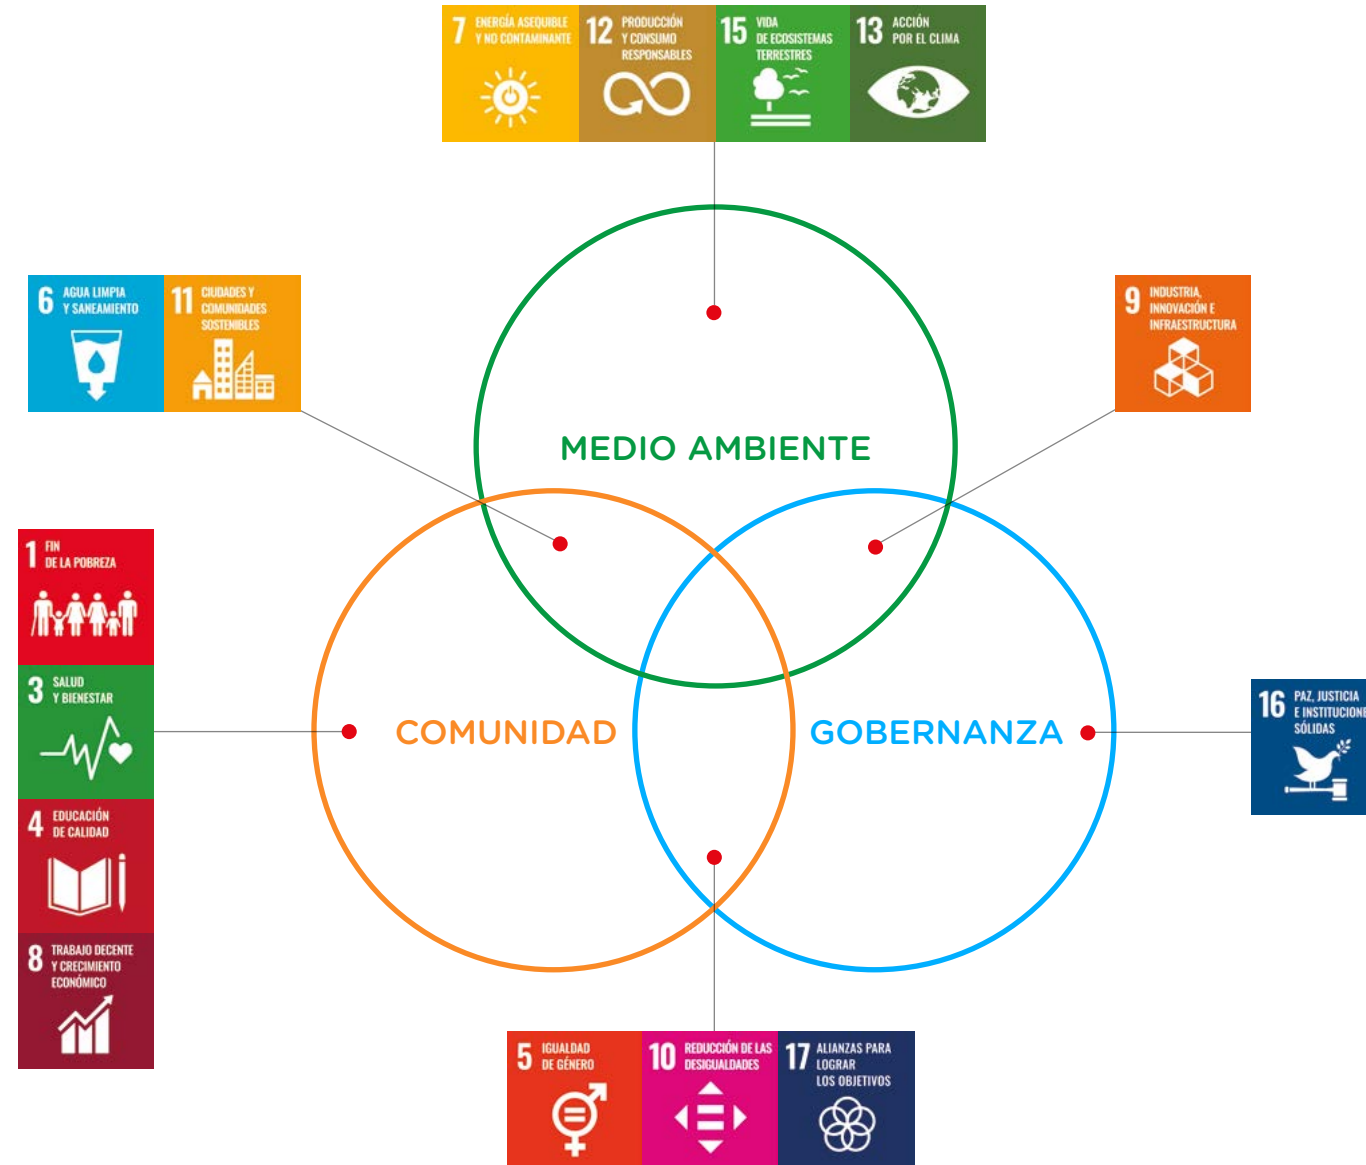 7 ENERGÍA ASEQUIBLE
Y NO CONTAMINANTE
12 PRODUCCIÓN
Y CONSUMO
RESPONSABLES
15 VIDA
DE ECOSISTEMAS
TERRESTRES
13 ACCIÓN
POR EL CLIMA
6 AGUA LIMPIA
Y SANEAMIENTO
11 CIUDADES Y
COMUNIDADES
SOSTENIBLES
9 INDUSTRIA,
INNOVACIÓN E
INFRAESTRUCTURA
MEDIO AMBIENTE
1 FIN
DE LA POBREZA
3 SALUD
Y BIENESTAR
4 EDUCACIÓN
DE CALIDAD
8 TRABAJO DECENTE
Y CRECIMIENTO
ECONÓMICO
COMUNIDAD
GOBERNANZA
16 PAZ, JUSTICIA
E INSTITUCIONE
SÓLIDAS
5 IGUALDAD
DE GÉNERO
10 REDUCCIÓN DE LAS
DESIGUALDADES
17 ALIANZAS PARA
LOGRAR
LOS OBJETIVOS